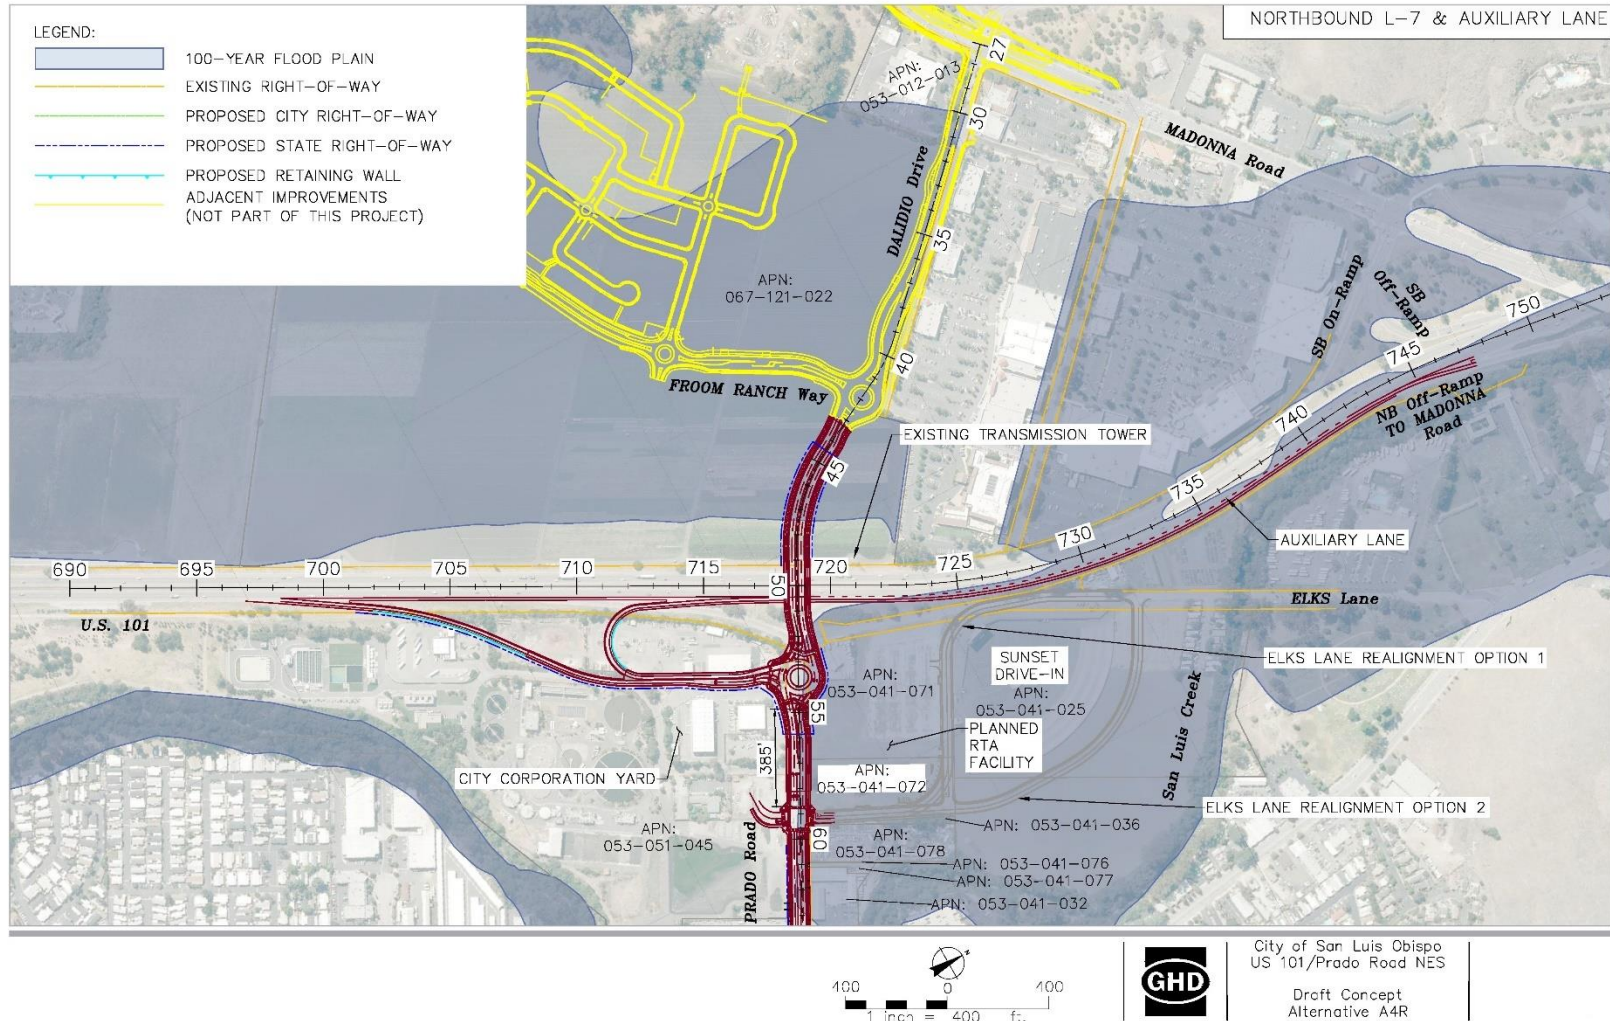 NORTHBOUND L-7 & AUXILIARY LANE
LEGEND:
100-YEAR FLOOD PLAIN
EXISTING RIGHT-OF-WAY
PROPOSED CITY RIGHT-OF-WAY
PROPOSED STATE RIGHT-OF-WAY
PROPOSED RETAINING WALL
ADJACENT IMPROVEMENTS
(NOT PART OF THIS PROJECT)
APN:
053-012-013
27
30
MADONNA Road
DALIDIO Drive
35
APN:
067-121-022
40
FROOM RANCH Way
SB On-Ramp
SB
Off-Ramp
750
745
NB Off-Ramp
TO MADONNA
Road
740
735
730
EXISTING TRANSMISSION TOWER
45
AUXILIARY LANE
690
695
700
705
710
715
720
725
50
U.S. 101
ELKS Lane
ELKS LANE REALIGNMENT OPTION 1
SUNSET
DRIVE-IN
APN:
053-041-025
APN:
053-041-071
55
PLANNED
RTA
FACILITY
San Luis Creek
385'
CITY CORPORATION YARD
APN:
053-041-072
ELKS LANE REALIGNMENT OPTION 2
APN:
053-051-045
PRADO Road
60
APN:
053-041-078
APN: 053-041-036
APN: 053-041-076
APN: 053-041-077
APN: 053-041-032
400
0
400
1 inch = 400 ft.
GHD
City of San Luis Obispo
US 101/Prado Road NES
Draft Concept
Alternative A4R